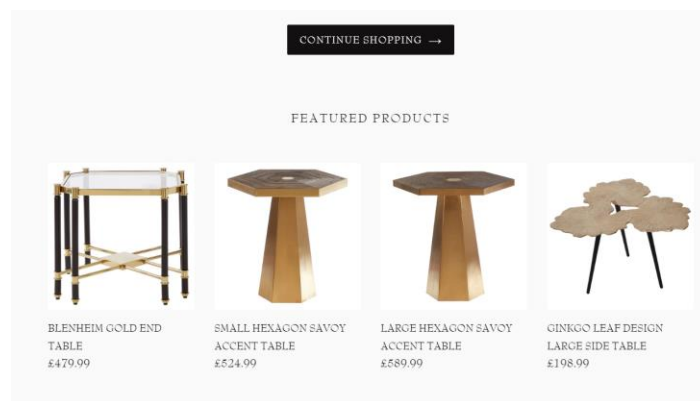 CONTINUE SHOPPING →
FEATURED PRODUCTS
BLENHEIM GOLD END
TABLE
£479.99
SMALL HEXAGON SAVOY
ACCENT TABLE
£524.99
LARGE HEXAGON SAVOY
ACCENT TABLE
£589.99
GINKGO LEAF DESIGN
LARGE SIDE TABLE
£198.99